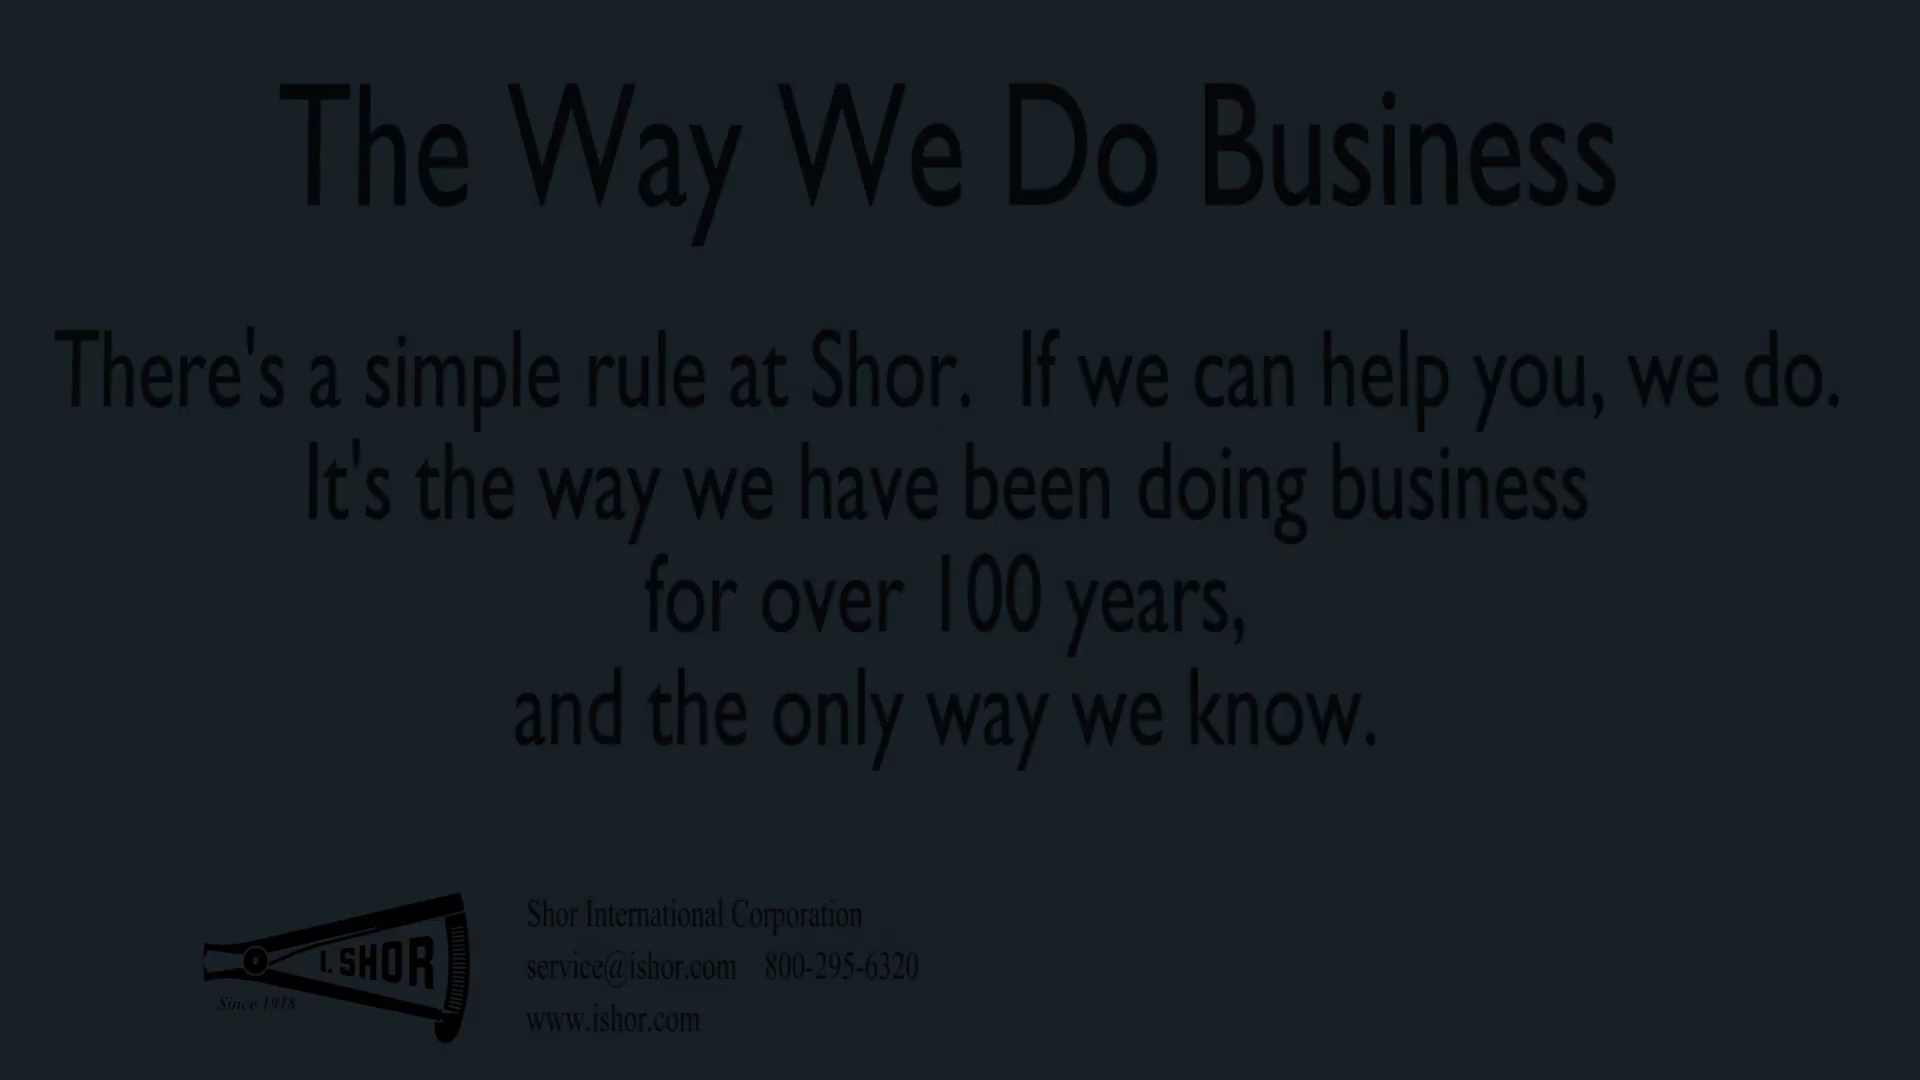 The Way We Do Business
There's a simple rule at Shor.  If we can help you, we do.
It's the way we have been doing business
for over 100 years,
and the only way we know.
I. SHOR
Since 1918
Shor International Corporation
service@ishor.com    800-295-6320
www.ishor.com